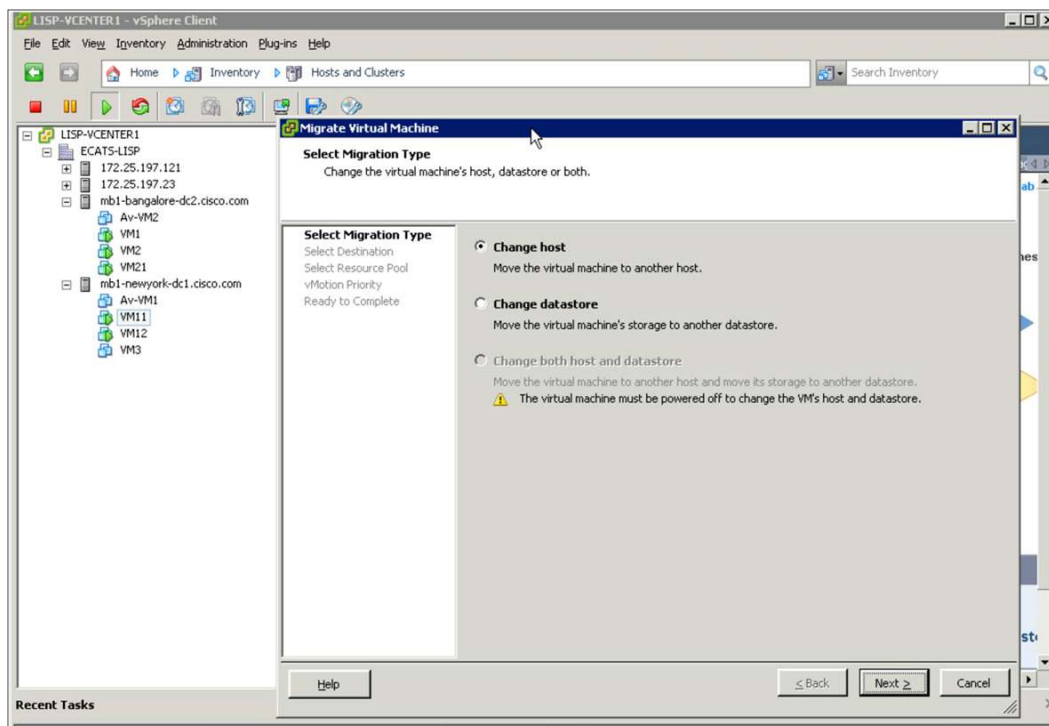 LISP-VCENTER1 - vSphere Client
File Edit View Inventory Administration Plug-ins Help
Home Inventory Hosts and Clusters
Search Inventory
LISP-VCENTER1
ECATS-LISP
172.25.197.121
172.25.197.23
mb1-bangalore-dc2.cisco.com
Av-VM2
VM1
VM2
VM21
mb1-newyork-dc1.cisco.com
Av-VM1
VM11
VM12
VM3
Migrate Virtual Machine
Select Migration Type
Change the virtual machine's host, datastore or both.
Select Migration Type
Select Destination
Select Resource Pool
vMotion Priority
Ready to Complete
Change host
Move the virtual machine to another host.
Change datastore
Move the virtual machine's storage to another datastore.
Change both host and datastore
Move the virtual machine to another host and move its storage to another datastore.
The virtual machine must be powered off to change the VM's host and datastore.
Help
< Back
Next >
Cancel
Recent Tasks